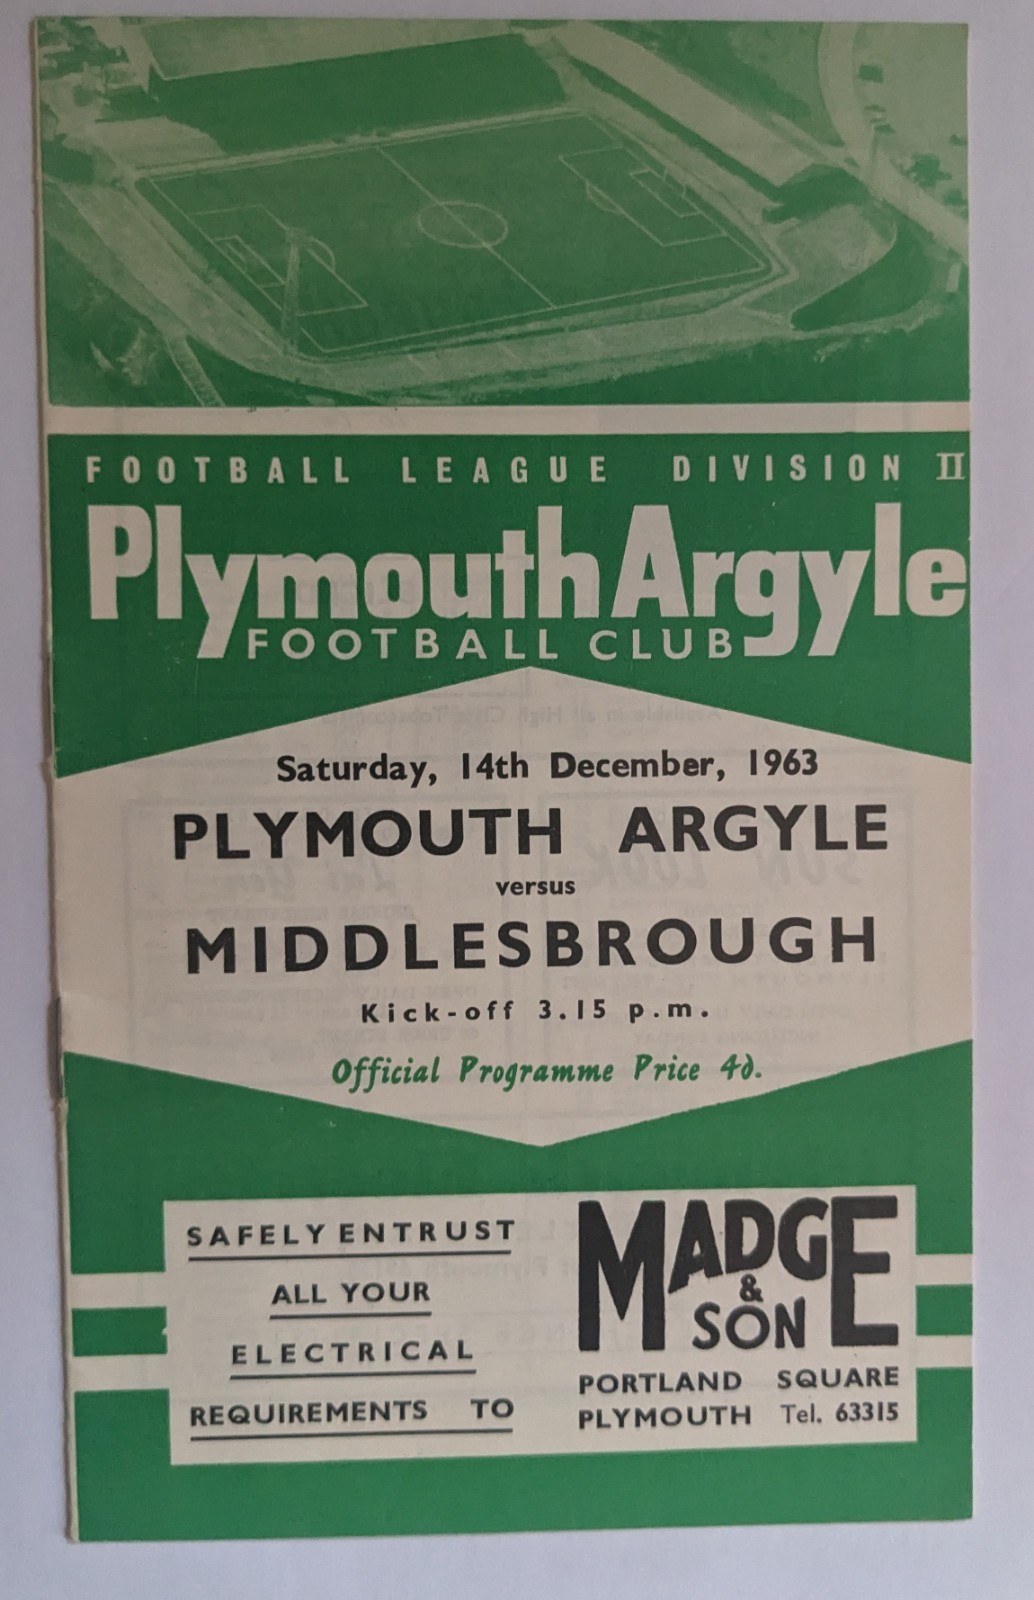 FOOTBALL LEAGUE DIVISION II
Plymouth Argyle
FOOTBALL CLUB
Saturday, 14th December, 1963
PLYMOUTH ARGYLE
versus
MIDDLESBROUGH
Kick-off 3.15 p.m.
Official Programme Price 4d.
SAFELY ENTRUST
ALL YOUR
ELECTRICAL
REQUIREMENTS TO
MADGE
& SON
PORTLAND SQUARE
PLYMOUTH Tel. 63315